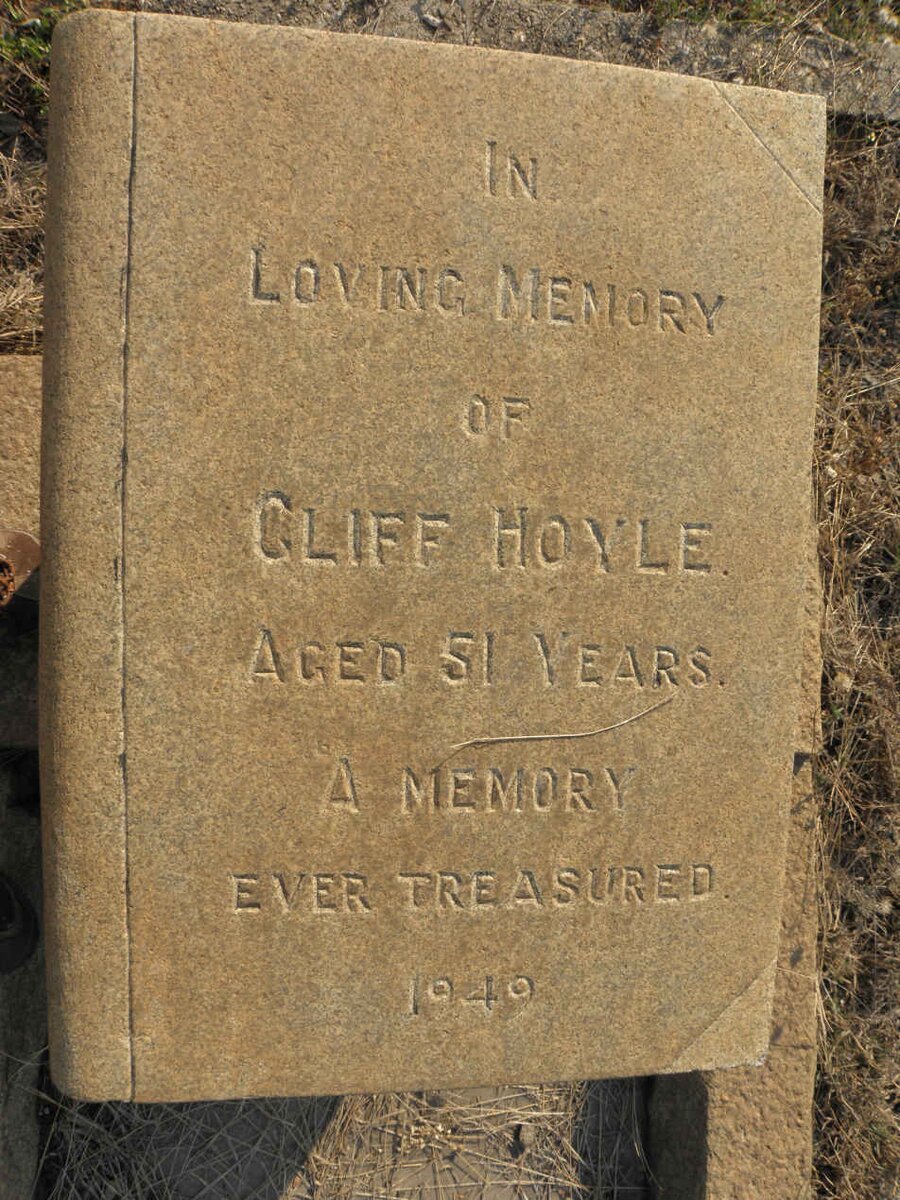 IN
LOVING MEMORY
OF
CLIFF HOYLE.
AGED 51 YEARS.
"A MEMORY
EVER TREASURED.
1949